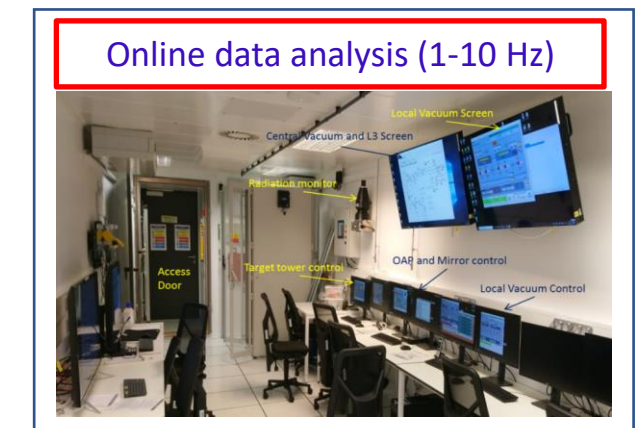 Online data analysis (1-10 Hz)
Local Vacuum Screen
Central Vacuum and L3 Screen
Radiation monitor
Access
Door
Target tower control
OAP and Mirror control
Local Vacuum Control